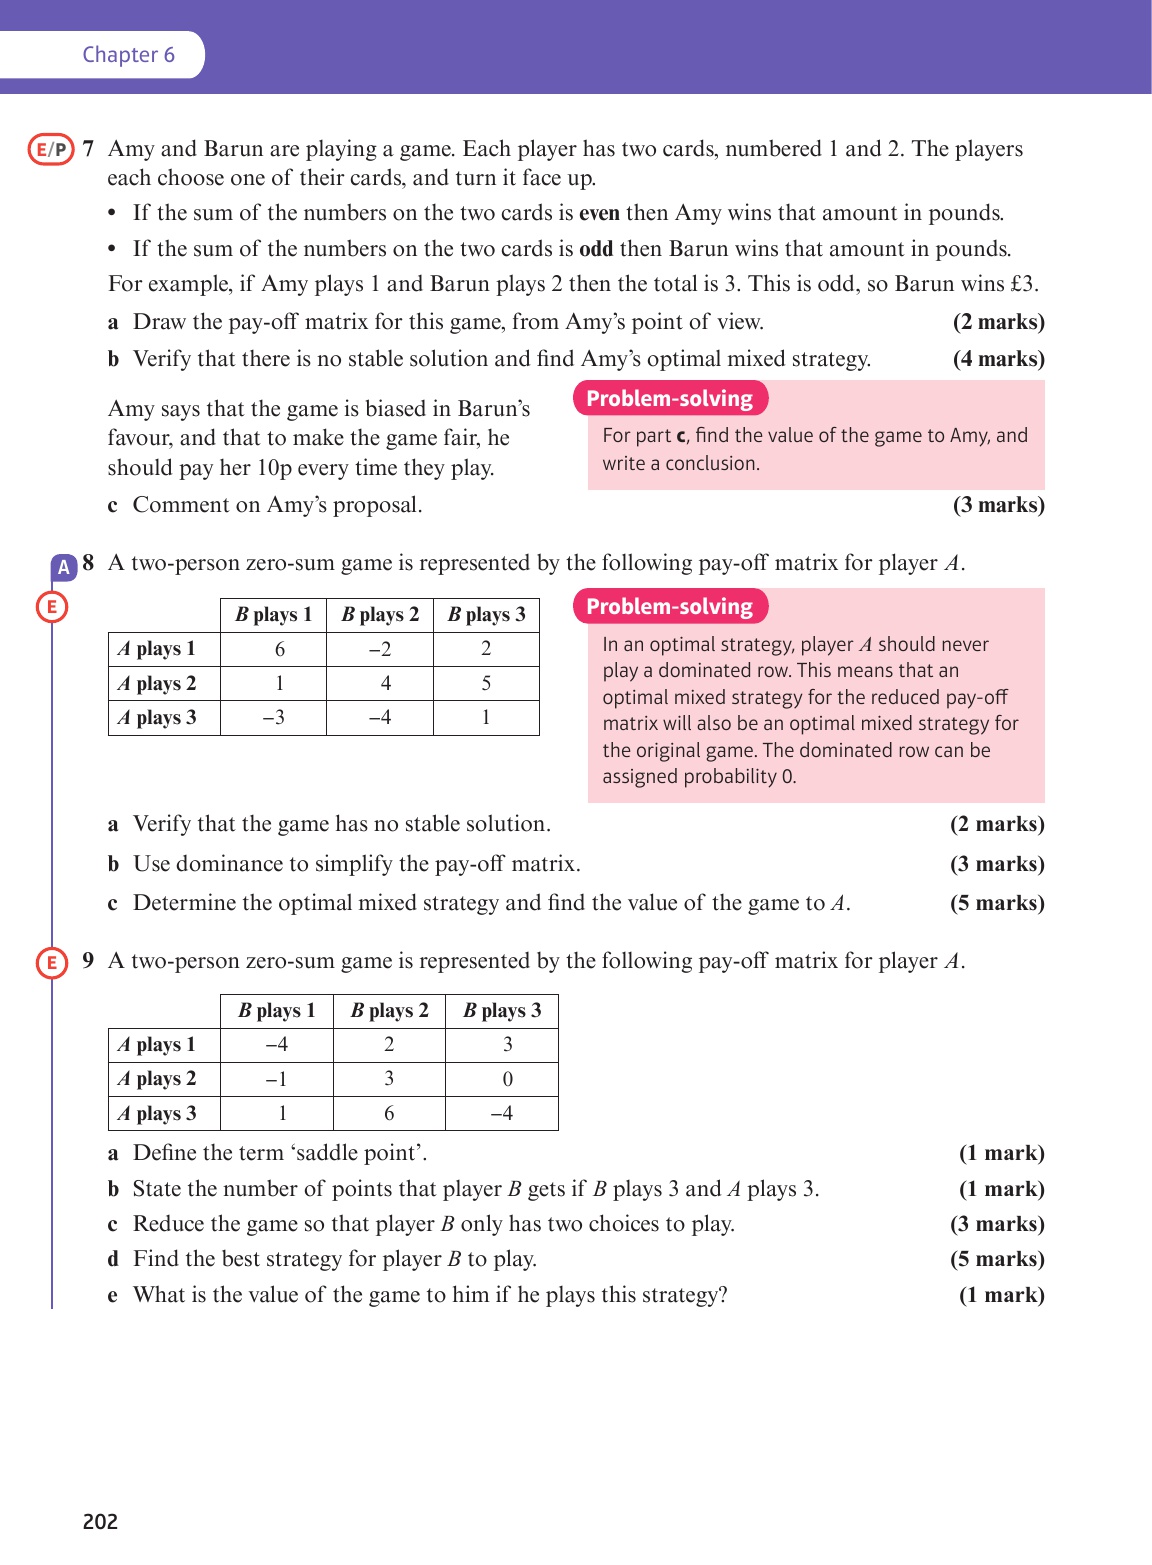 Chapter 6
E/P 7 Amy and Barun are playing a game. Each player has two cards, numbered 1 and 2. The players
each choose one of their cards, and turn it face up.
• If the sum of the numbers on the two cards is even then Amy wins that amount in pounds.
• If the sum of the numbers on the two cards is odd then Barun wins that amount in pounds.
For example, if Amy plays 1 and Barun plays 2 then the total is 3. This is odd, so Barun wins £3.
a Draw the pay-off matrix for this game, from Amy’s point of view. (2 marks)
b Verify that there is no stable solution and find Amy’s optimal mixed strategy. (4 marks)
Amy says that the game is biased in Barun’s
favour, and that to make the game fair, he
should pay her 10p every time they play.
Problem-solving
For part c, find the value of the game to Amy, and
write a conclusion.
c Comment on Amy’s proposal. (3 marks)
A 8 A two-person zero-sum game is represented by the following pay-off matrix for player A.
E
B plays 1 B plays 2 B plays 3
A plays 1 6 −2 2
A plays 2 1 4 5
A plays 3 −3 −4 1
Problem-solving
In an optimal strategy, player A should never
play a dominated row. This means that an
optimal mixed strategy for the reduced pay-off
matrix will also be an optimal mixed strategy for
the original game. The dominated row can be
assigned probability 0.
a Verify that the game has no stable solution. (2 marks)
b Use dominance to simplify the pay-off matrix. (3 marks)
c Determine the optimal mixed strategy and find the value of the game to A. (5 marks)
E 9 A two-person zero-sum game is represented by the following pay-off matrix for player A.
B plays 1 B plays 2 B plays 3
A plays 1 −4 2 3
A plays 2 −1 3 0
A plays 3 1 6 −4
a Define the term ‘saddle point’. (1 mark)
b State the number of points that player B gets if B plays 3 and A plays 3. (1 mark)
c Reduce the game so that player B only has two choices to play. (3 marks)
d Find the best strategy for player B to play. (5 marks)
e What is the value of the game to him if he plays this strategy? (1 mark)
202